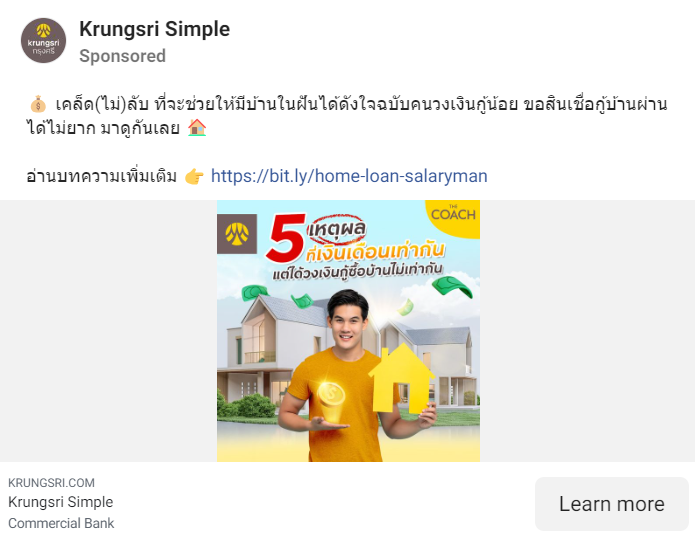 krungsri
กรุงศรี
Krungsri Simple
Sponsored
💰 เคล็ด(ไม่)ลับ ที่จะช่วยให้มีบ้านในฝันได้ดังใจฉบับคนวงเงินกู้น้อย ขอสินเชื่อกู้บ้านผ่าน
ได้ไม่ยาก มาดูกันเลย 🏠
อ่านบทความเพิ่มเติม 👉 https://bit.ly/home-loan-salaryman
THE
COACH
5 เหตุผล
ที่เงินเดือนเท่ากัน
แต่ได้วงเงินกู้ซื้อบ้านไม่เท่ากัน
KRUNGSRI.COM
Krungsri Simple
Commercial Bank
Learn more